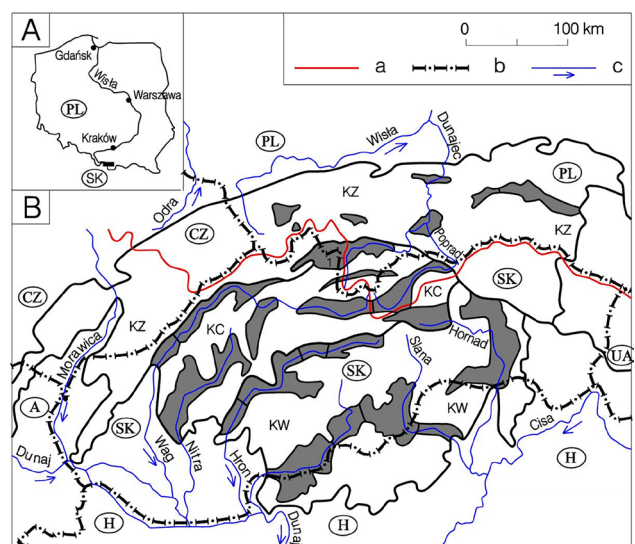 A
Gdańsk
Wisła
PL
Warszawa
Kraków
SK
0 100 km
a b c
B
PL
Wisła
Dunajec
PL
Odra
CZ
KZ
KZ
Poprad
CZ
KZ
1
KC
SK
KC
Morawica
Hornad
UA
SK
Slana
A
SK
KW
KW
Cisa
Dunaj
Wag
Nitra
Hron
H
H
H
Dunaj